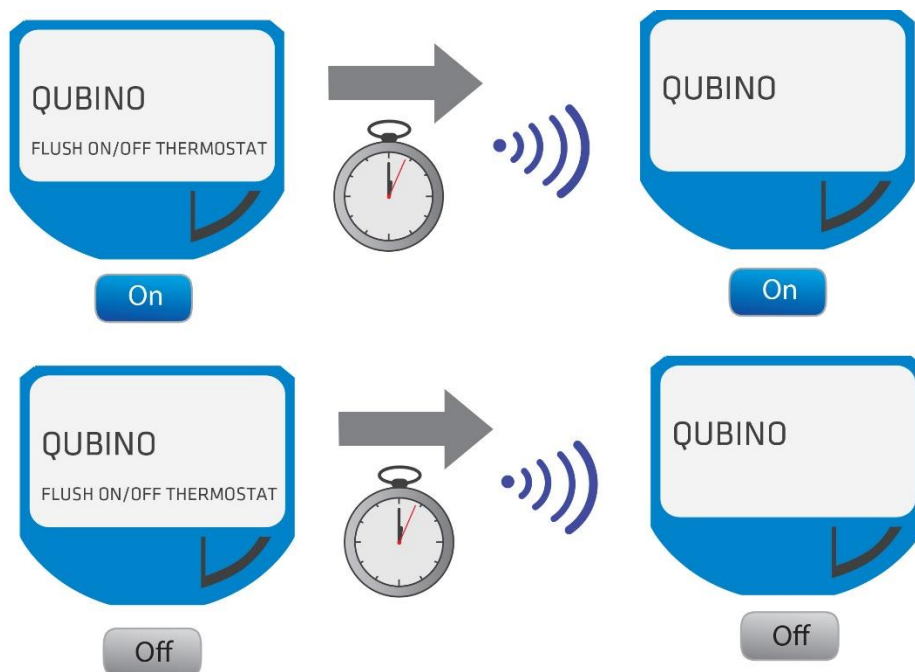 QUBINO
FLUSH ON/OFF THERMOSTAT
QUBINO
On
On
QUBINO
FLUSH ON/OFF THERMOSTAT
QUBINO
Off
Off